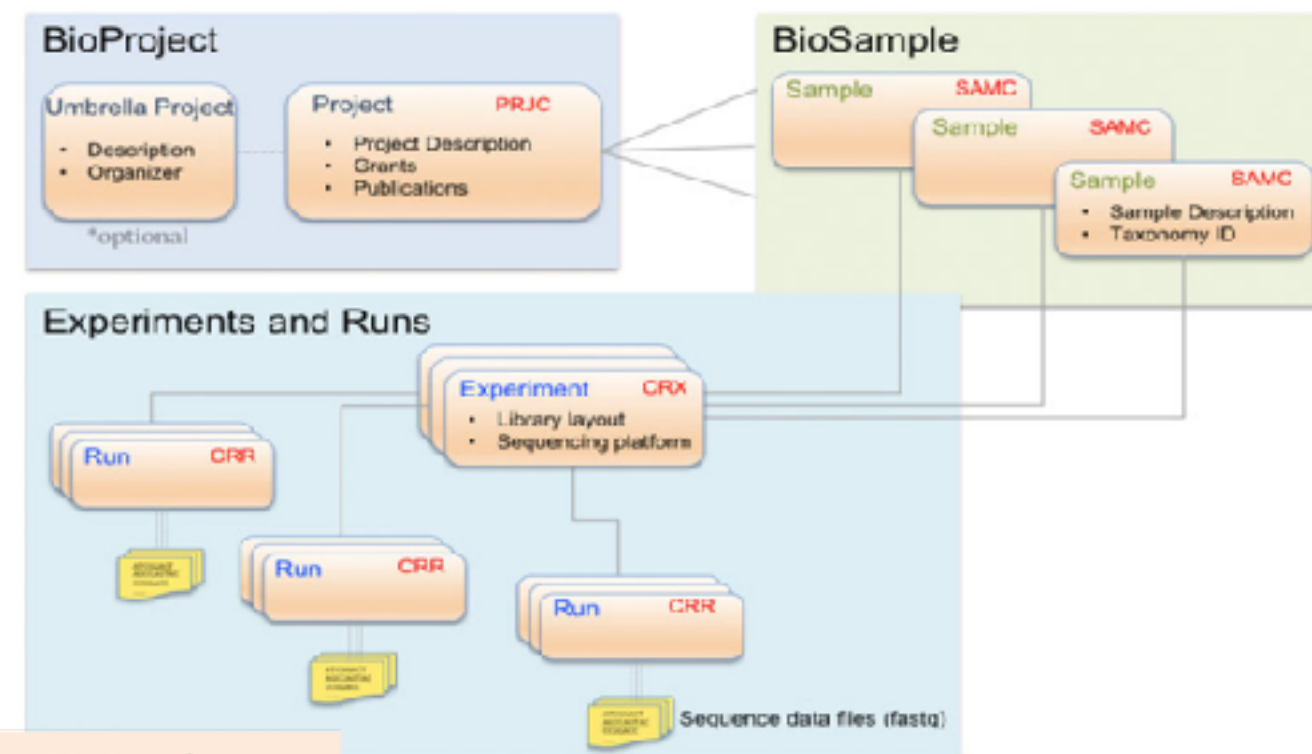 BioProject
Umbrella Project
- Description
• Organizer
*optional
Project PRJC
• Project Description
• Grants
• Publications
BioSample
Sample SAMC
Sample SAMC
Sample SAMC
• Sample Description
• Taxonomy ID
Experiments and Runs
Experiment CRX
• Library layout
• Sequencing platform
Run CRR
Run CRR
Run CRR
Sequence data files (fastq)